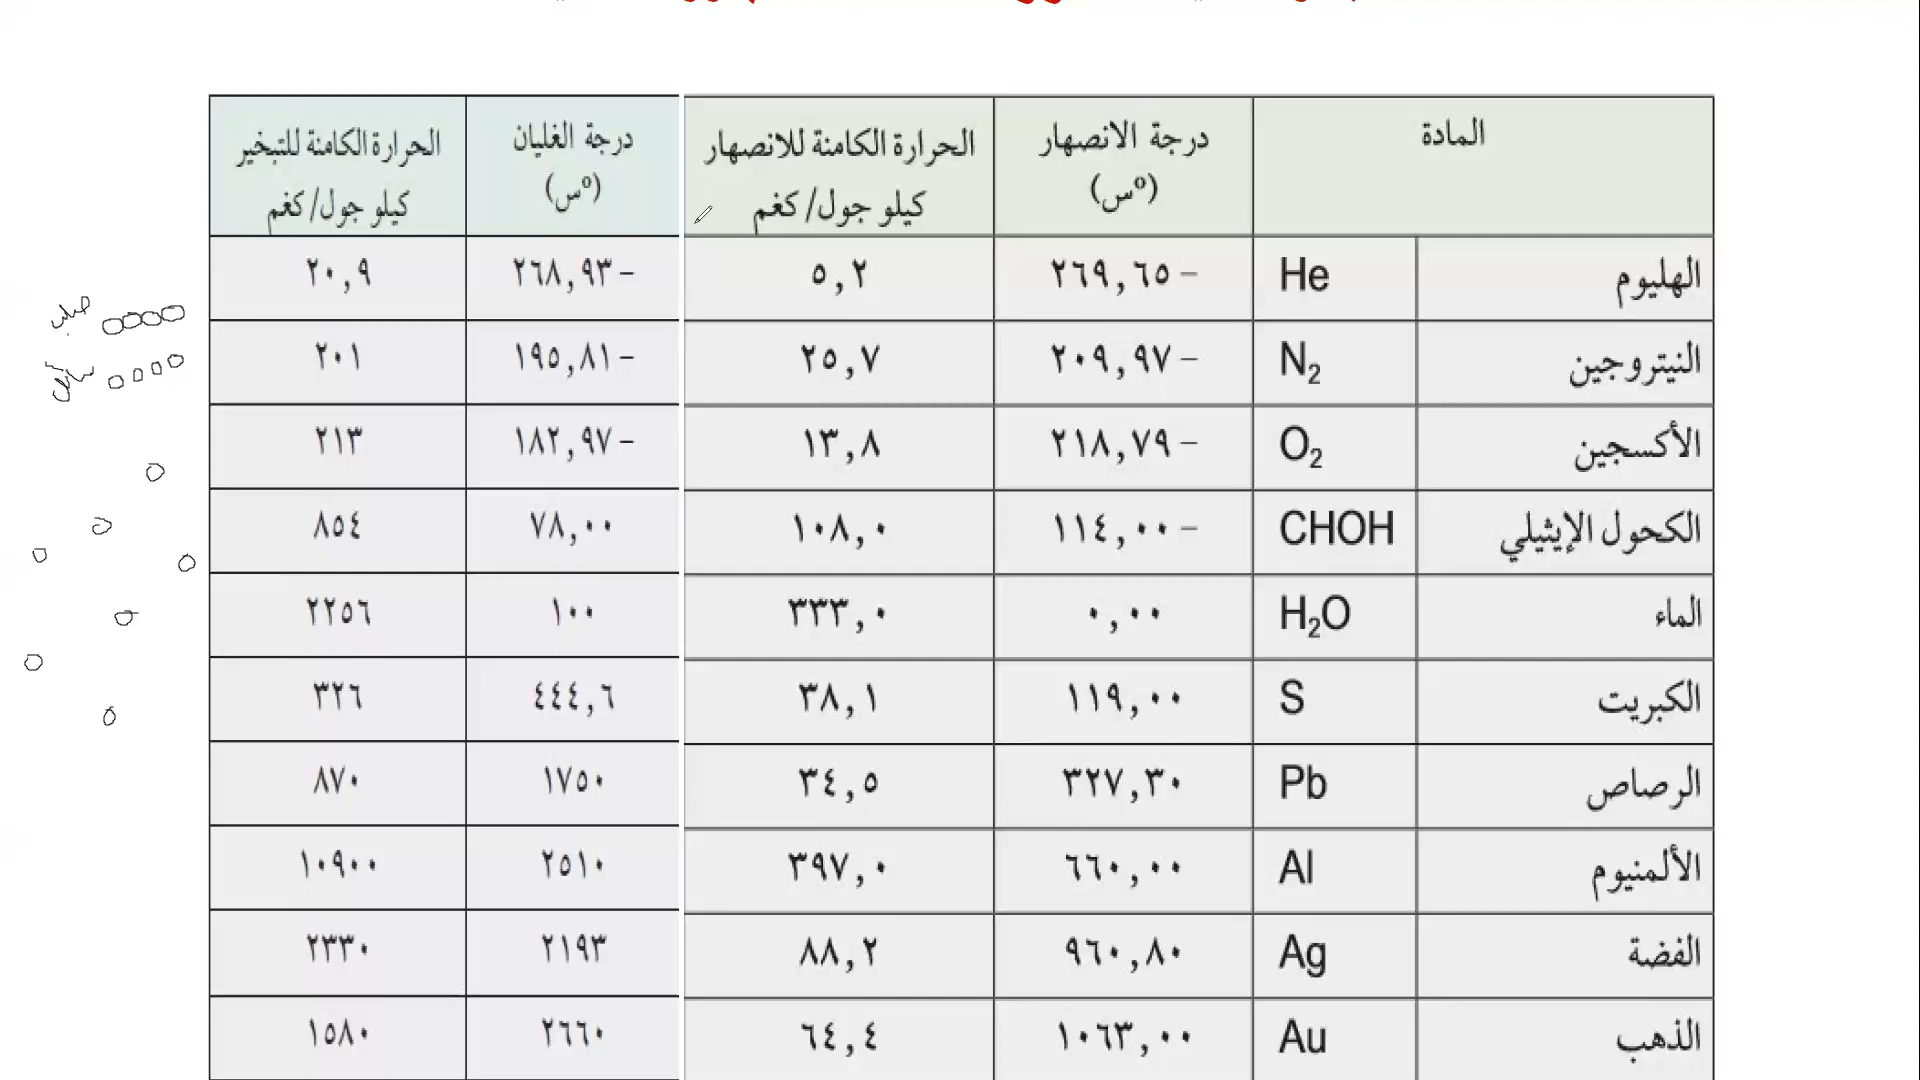 المادة درجة الانصهار الحرارة الكامنة للانصهار درجة الغليان الحرارة الكامنة للتبخير
(°س) كيلو جول/كغم (°س) كيلو جول/كغم
الهليوم He -٢٦٩,٦٥ ٥,٢ -٢٦٨,٩٣ ٢٠,٩
النيتروجين N₂ -٢٠٩,٩٧ ٢٥,٧ -١٩٥,٨١ ٢٠١
الأكسجين O₂ -٢١٨,٧٩ ١٣,٨ -١٨٢,٩٧ ٢١٣
الكحول الإيثيلي CHOH -١١٤,٠٠ ١٠٨,٠ ٧٨,٠٠ ٨٥٤
الماء H₂O ٠,٠٠ ٣٣٣,٠ ١٠٠ ٢٢٥٦
الكبريت S ١١٩,٠٠ ٣٨,١ ٤٤٤,٦ ٣٢٦
الرصاص Pb ٣٢٧,٣٠ ٣٤,٥ ١٧٥٠ ٨٧٠
الألمنيوم Al ٦٦٠,٠٠ ٣٩٧,٠ ٢٥١٠ ١٠٩٠٠
الفضة Ag ٩٦٠,٨٠ ٨٨,٢ ٢١٩٣ ٢٣٣٠
الذهب Au ١٠٦٣,٠٠ ٦٤,٤ ٢٦٦٠ ١٥٨٠
صلب